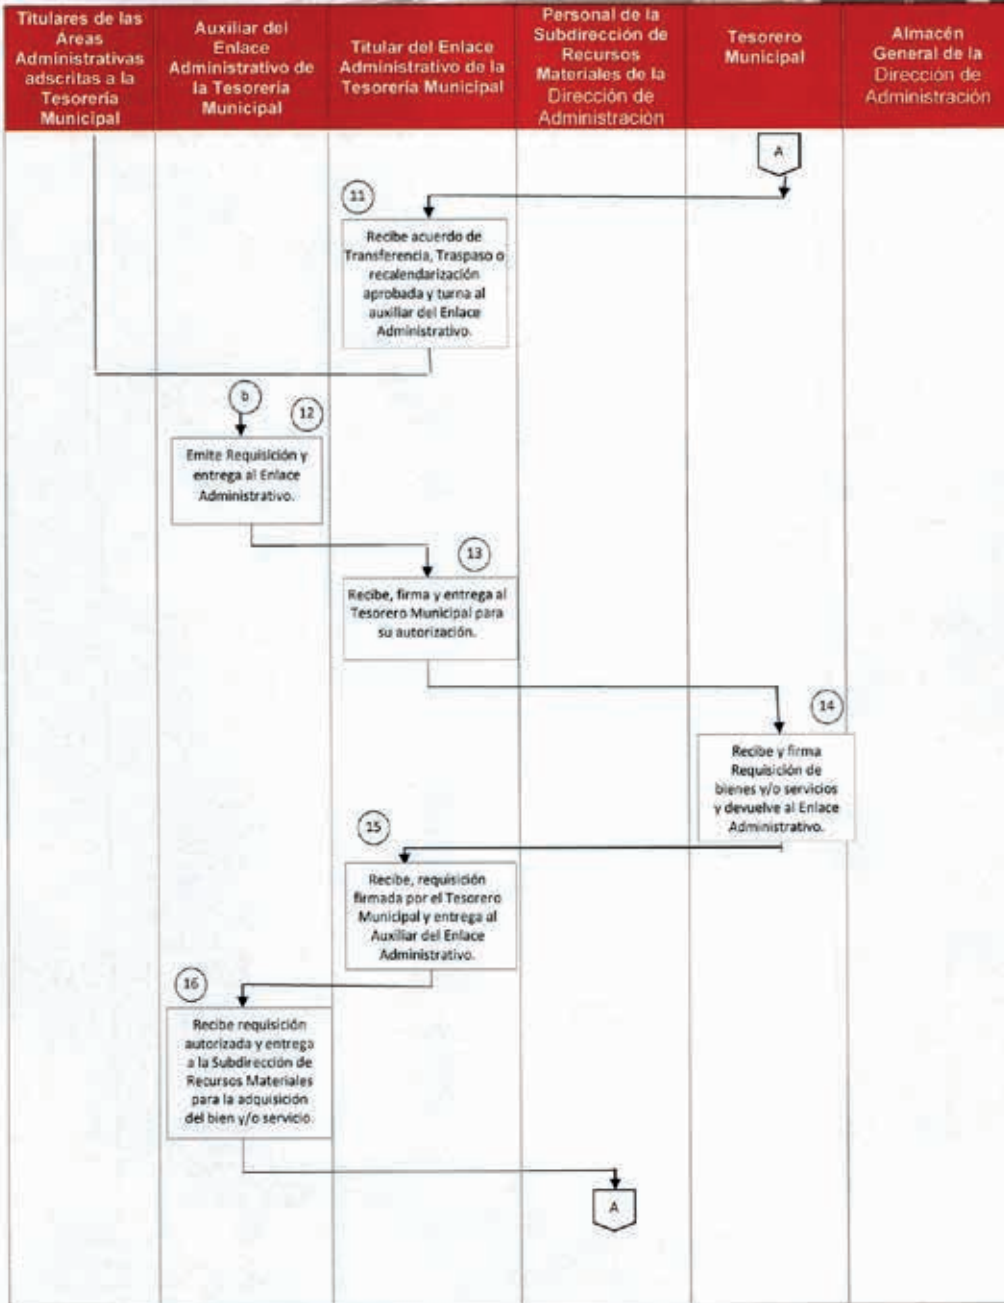 Titulares de las
Áreas
Administrativas
adscritas a la
Tesorería
Municipal
Auxiliar del
Enlace
Administrativo de
la Tesorería
Municipal
Titular del Enlace
Administrativo de la
Tesorería Municipal
Personal de la
Subdirección de
Recursos
Materiales de la
Dirección de
Administración
Tesorero
Municipal
Almacén
General de la
Dirección de
Administración
A
11
Recibe acuerdo de
Transferencia, Traspaso o
recalendarización
aprobada y turna al
auxiliar del Enlace
Administrativo.
b
12
Emite Requisición y
entrega al Enlace
Administrativo.
13
Recibe, firma y entrega al
Tesorero Municipal para
su autorización.
14
Recibe y firma
Requisición de
bienes y/o servicios
y devuelve al Enlace
Administrativo.
15
Recibe, requisición
firmada por el Tesorero
Municipal y entrega al
Auxiliar del Enlace
Administrativo.
16
Recibe requisición
autorizada y entrega
a la Subdirección de
Recursos Materiales
para la adquisición
del bien y/o servicio.
A